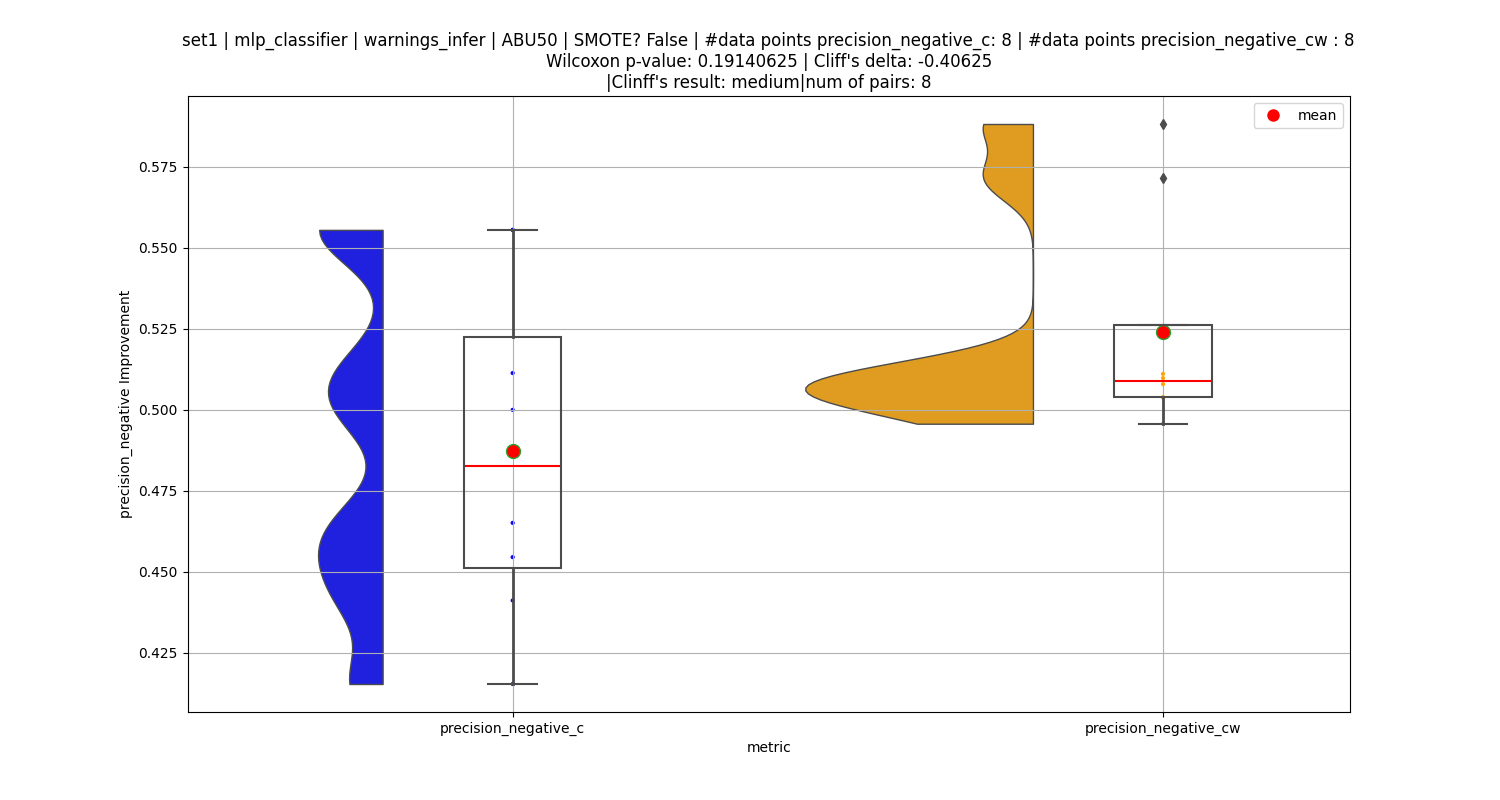 set1 | mlp_classifier | warnings_infer | ABU50 | SMOTE? False | #data points precision_negative_c: 8 | #data points precision_negative_cw : 8
Wilcoxon p-value: 0.19140625 | Cliff's delta: -0.40625
|Clinff's result: medium|num of pairs: 8
mean
precision_negative Improvement
0.575
0.550
0.525
0.500
0.475
0.450
0.425
precision_negative_c
precision_negative_cw
metric